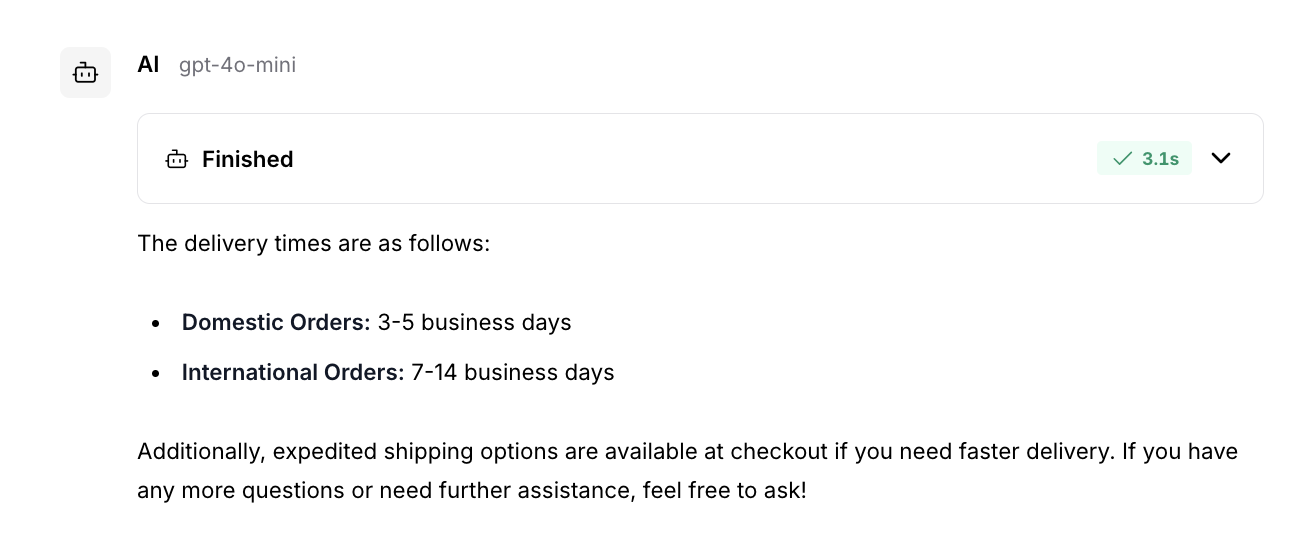 AI gpt-4o-mini
Finished 3.1s
The delivery times are as follows:
• Domestic Orders: 3-5 business days
• International Orders: 7-14 business days
Additionally, expedited shipping options are available at checkout if you need faster delivery. If you have
any more questions or need further assistance, feel free to ask!